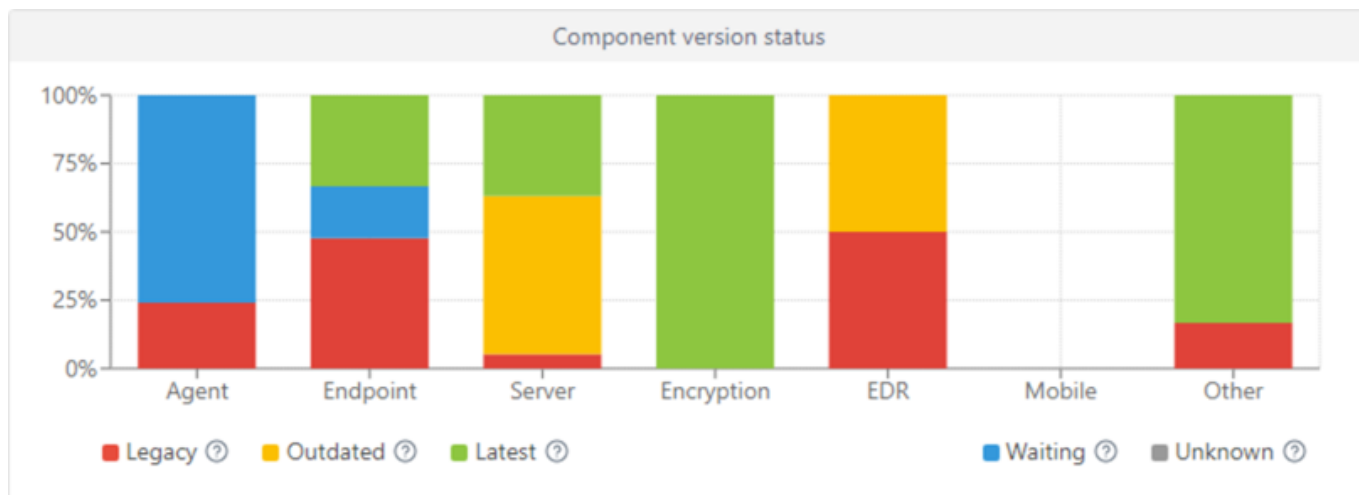 Component version status
100%
75%
50%
25%
0%
Agent Endpoint Server Encryption EDR Mobile Other
Legacy ? Outdated ? Latest ? Waiting ? Unknown ?